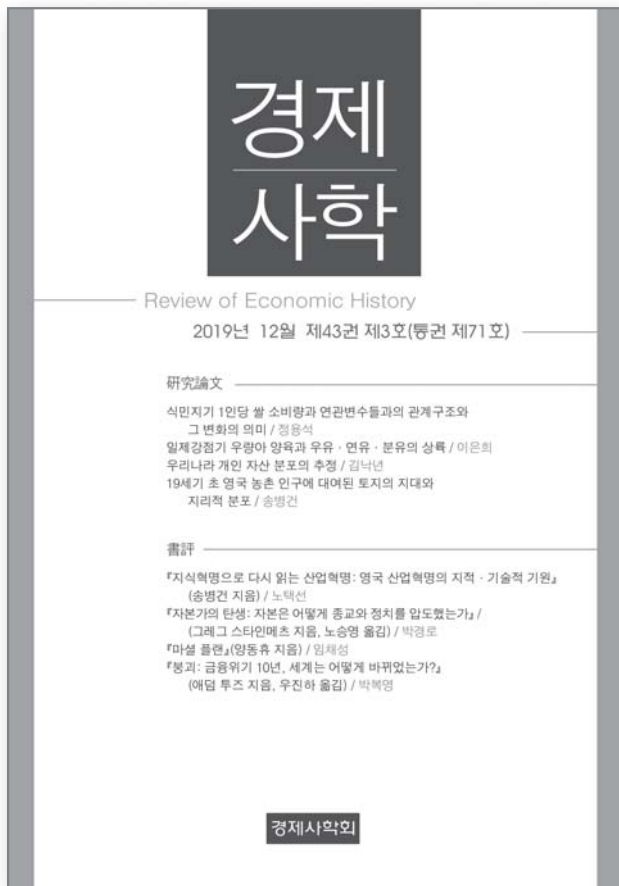 경제
사학
Review of Economic History
2019년 12월 제43권 제3호(통권 제71호)
硏究論文
식민지기 1인당 쌀 소비량과 연관변수들과의 관계구조와
그 변화의 의미 / 정용석
일제강점기 우량아 양육과 우유 · 연유 · 분유의 상륙 / 이은희
우리나라 개인 자산 분포의 추정 / 김낙년
19세기 초 영국 농촌 인구에 대여된 토지의 지대와
지리적 분포 / 송병건
書評
『지식혁명으로 다시 읽는 산업혁명: 영국 산업혁명의 지적 · 기술적 기원』
(송병건 지음) / 노택선
『자본가의 탄생: 자본은 어떻게 종교와 정치를 압도했는가』 /
(그레그 스타인메츠 지음, 노승영 옮김) / 박경로
『마셜 플랜』(양동휴 지음) / 임채성
『붕괴: 금융위기 10년, 세계는 어떻게 바뀌었는가?』
(애덤 투즈 지음, 우진하 옮김) / 박복영
경제사학회